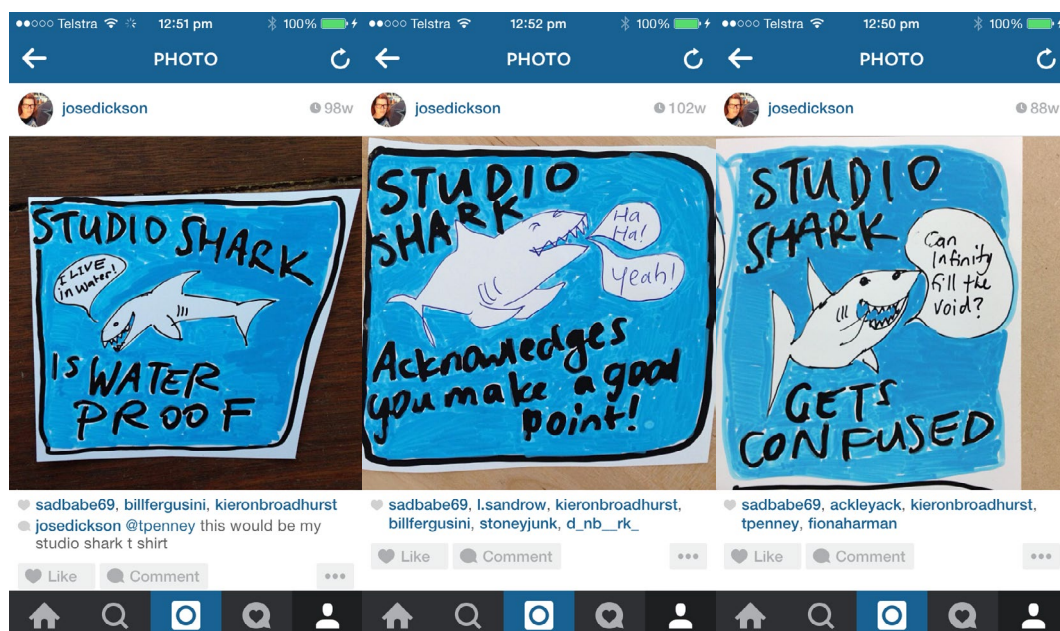 Telstra 12:51 pm 100%
PHOTO
josedickson 98w
STUDIO SHARK
I LIVE
in Water!
IS WATER
PROOF
sadbabe69, billfergusini, kieronbroadhurst
josedickson @tpenney this would be my
studio shark t shirt
Like Comment
Telstra 12:52 pm 100%
PHOTO
josedickson 102w
STUDIO
SHARK
Ha
Ha!
Yeah!
Acknowledges
you make a good
point!
sadbabe69, l.sandrow, kieronbroadhurst,
billfergusini, stoneyjunk, d_nb__rk_
Like Comment
Telstra 12:50 pm 100%
PHOTO
josedickson 88w
STUDIO
SHARK
Can
Infinity
fill the
void?
GETS
CONFUSED
sadbabe69, ackleyack, kieronbroadhurst,
tpenney, fionaharman
Like Comment